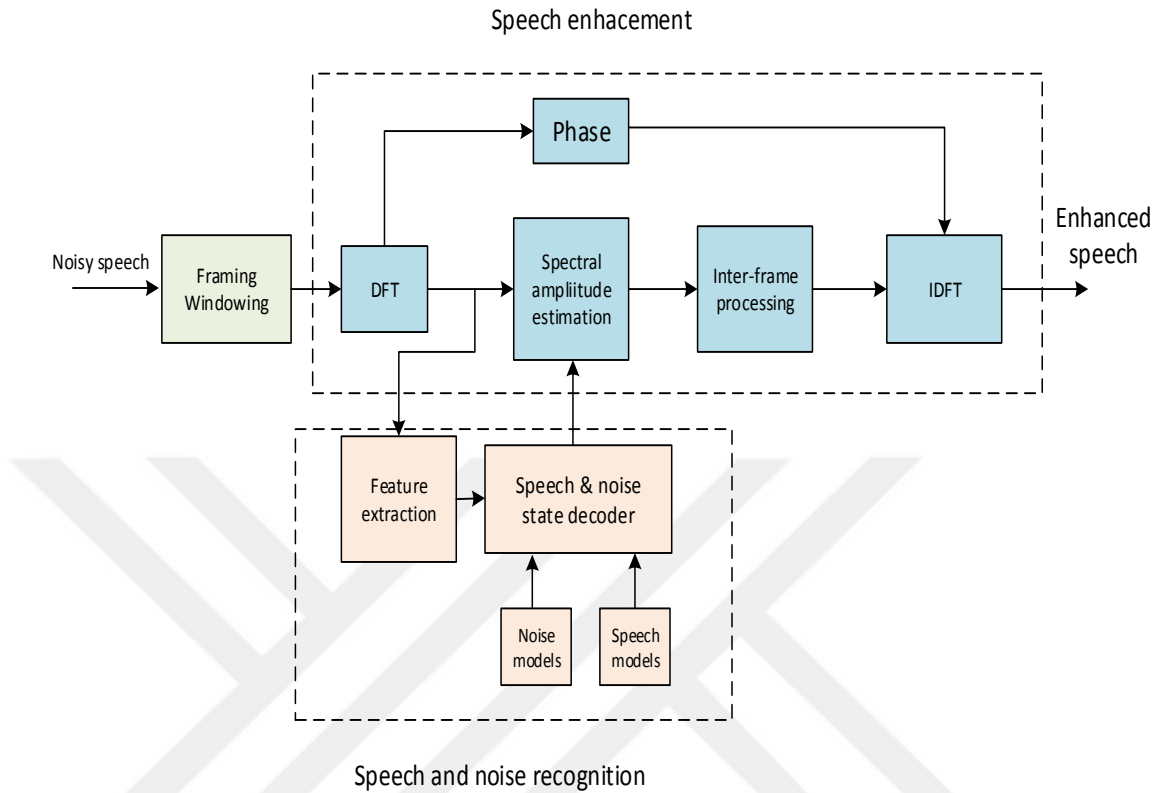 Speech enhacement
Phase
Enhanced
speech
Noisy speech
Framing
Windowing
DFT
Spectral
ampliitude
estimation
Inter-frame
processing
IDFT
Feature
extraction
Speech & noise
state decoder
Noise
models
Speech
models
Speech and noise recognition